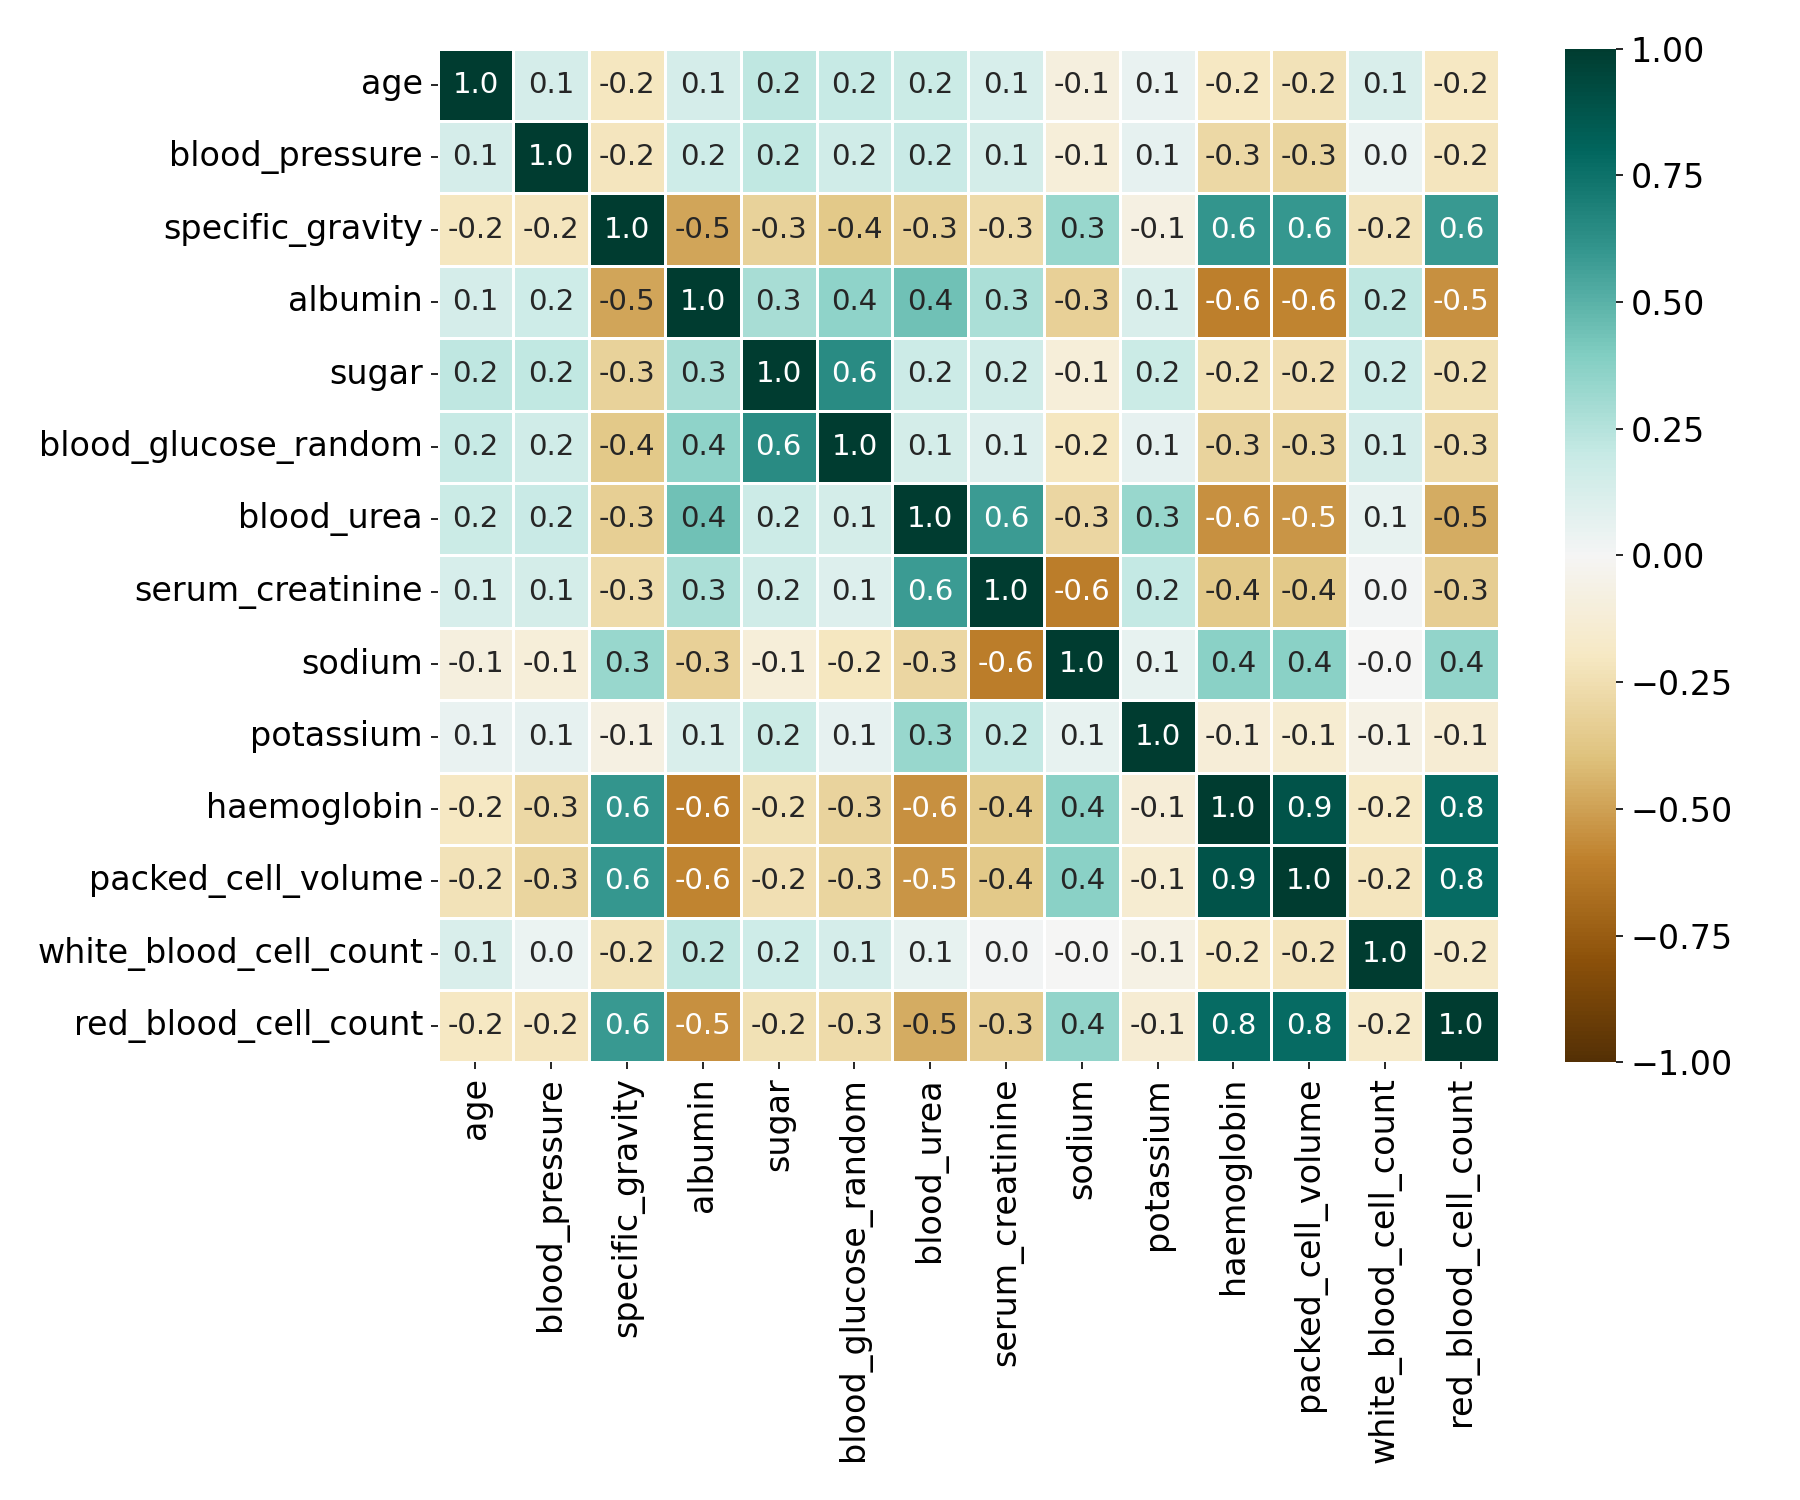 age 1.0 0.1 -0.2 0.1 0.2 0.2 0.2 0.1 -0.1 0.1 -0.2 -0.2 0.1 -0.2
blood_pressure 0.1 1.0 -0.2 0.2 0.2 0.2 0.2 0.1 -0.1 0.1 -0.3 -0.3 0.0 -0.2
specific_gravity -0.2 -0.2 1.0 -0.5 -0.3 -0.4 -0.3 -0.3 0.3 -0.1 0.6 0.6 -0.2 0.6
albumin 0.1 0.2 -0.5 1.0 0.3 0.4 0.4 0.3 -0.3 0.1 -0.6 -0.6 0.2 -0.5
sugar 0.2 0.2 -0.3 0.3 1.0 0.6 0.2 0.2 -0.1 0.2 -0.2 -0.2 0.2 -0.2
blood_glucose_random 0.2 0.2 -0.4 0.4 0.6 1.0 0.1 0.1 -0.2 0.1 -0.3 -0.3 0.1 -0.3
blood_urea 0.2 0.2 -0.3 0.4 0.2 0.1 1.0 0.6 -0.3 0.3 -0.6 -0.5 0.1 -0.5
serum_creatinine 0.1 0.1 -0.3 0.3 0.2 0.1 0.6 1.0 -0.6 0.2 -0.4 -0.4 0.0 -0.3
sodium -0.1 -0.1 0.3 -0.3 -0.1 -0.2 -0.3 -0.6 1.0 0.1 0.4 0.4 -0.0 0.4
potassium 0.1 0.1 -0.1 0.1 0.2 0.1 0.3 0.2 0.1 1.0 -0.1 -0.1 -0.1 -0.1
haemoglobin -0.2 -0.3 0.6 -0.6 -0.2 -0.3 -0.6 -0.4 0.4 -0.1 1.0 0.9 -0.2 0.8
packed_cell_volume -0.2 -0.3 0.6 -0.6 -0.2 -0.3 -0.5 -0.4 0.4 -0.1 0.9 1.0 -0.2 0.8
white_blood_cell_count 0.1 0.0 -0.2 0.2 0.2 0.1 0.1 0.0 -0.0 -0.1 -0.2 -0.2 1.0 -0.2
red_blood_cell_count -0.2 -0.2 0.6 -0.5 -0.2 -0.3 -0.5 -0.3 0.4 -0.1 0.8 0.8 -0.2 1.0
age
blood_pressure
specific_gravity
albumin
sugar
blood_glucose_random
blood_urea
serum_creatinine
sodium
potassium
haemoglobin
packed_cell_volume
white_blood_cell_count
red_blood_cell_count
1.00
0.75
0.50
0.25
0.00
−0.25
−0.50
−0.75
−1.00